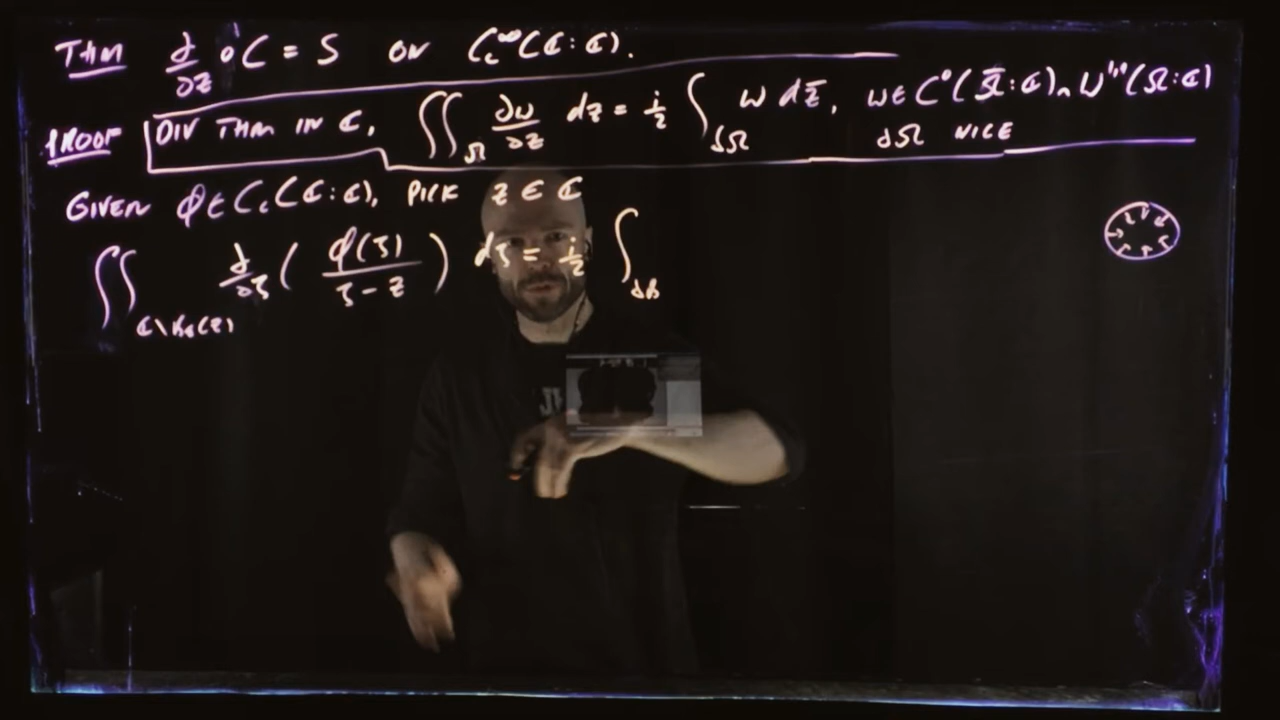 THM ∂/∂z ∘ C = S ON C_c^∞(ℂ:ℂ).
PROOF DIV THM IN ℂ, ∬_Ω ∂w/∂z dz = i/2 ∫_∂Ω w dz̄, w∈C⁰(Ω̄:ℂ)∩W^{1,1}(Ω:ℂ)
∂Ω NICE
GIVEN φ∈C_c(ℂ:ℂ), PICK z∈ℂ
∬_{ℂ\B_ε(z)} ∂/∂ζ ( φ(ζ)/(ζ-z) ) dζ = i/2 ∫_∂B